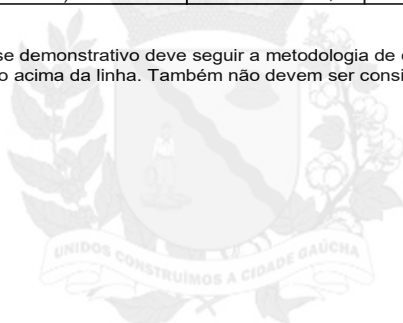 se demonstrativo deve seguir a metodologia de
o acima da linha. Também não devem ser consi
UNIDOS CONSTRUÍMOS A CIDADE GAÚCHA